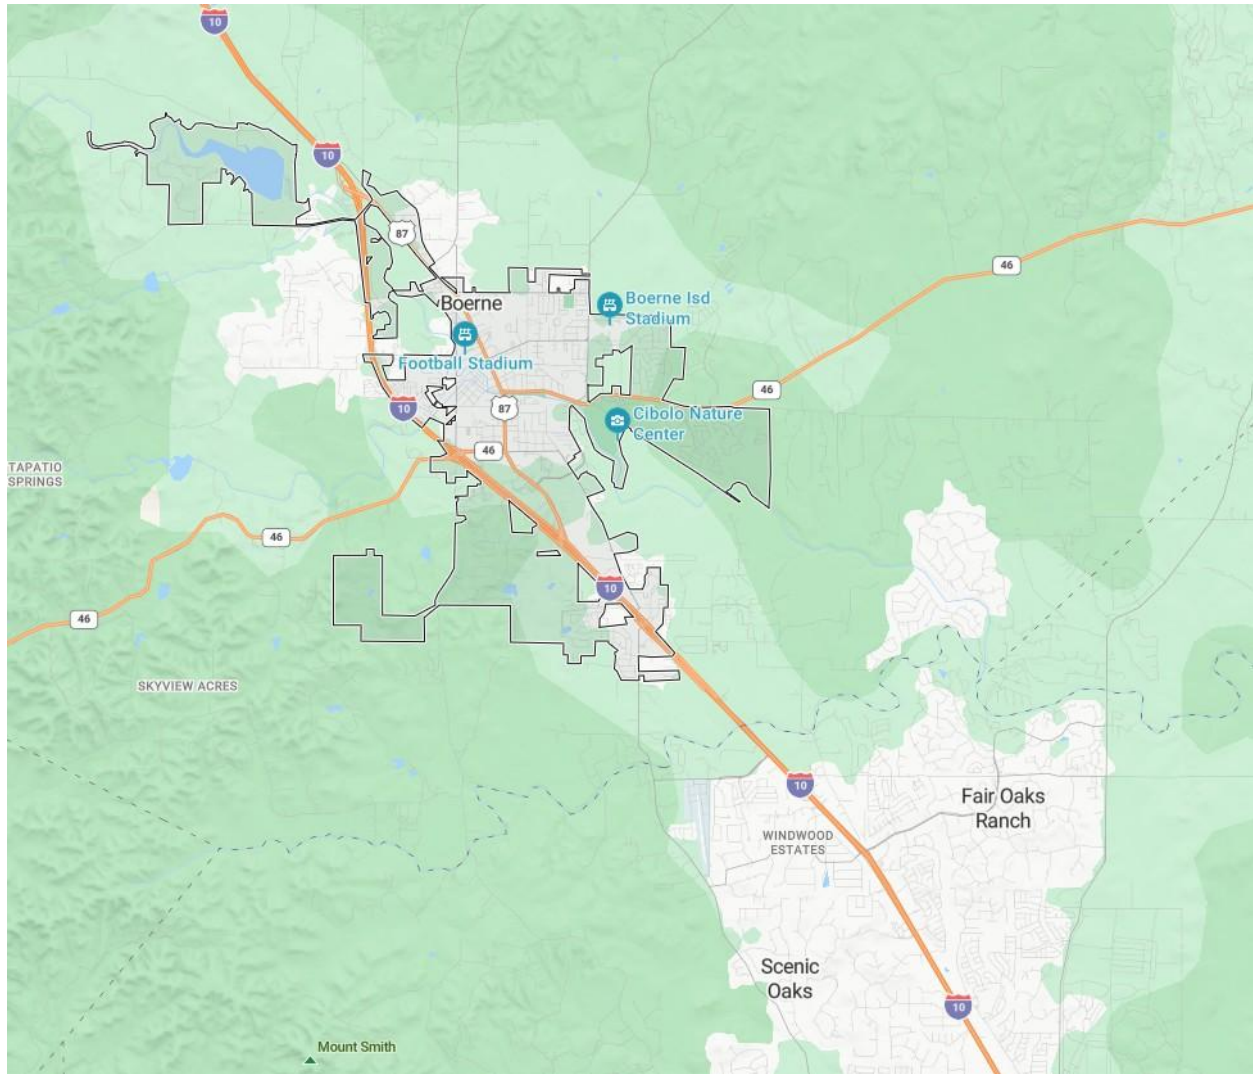 10
10
87
46
Boerne
Boerne Isd
Stadium
Football Stadium
46
10
87
Cibolo Nature
Center
46
TAPATIO
SPRINGS
46
10
46
SKYVIEW ACRES
10
Fair Oaks
Ranch
WINDWOOD
ESTATES
Scenic
Oaks
10
Mount Smith